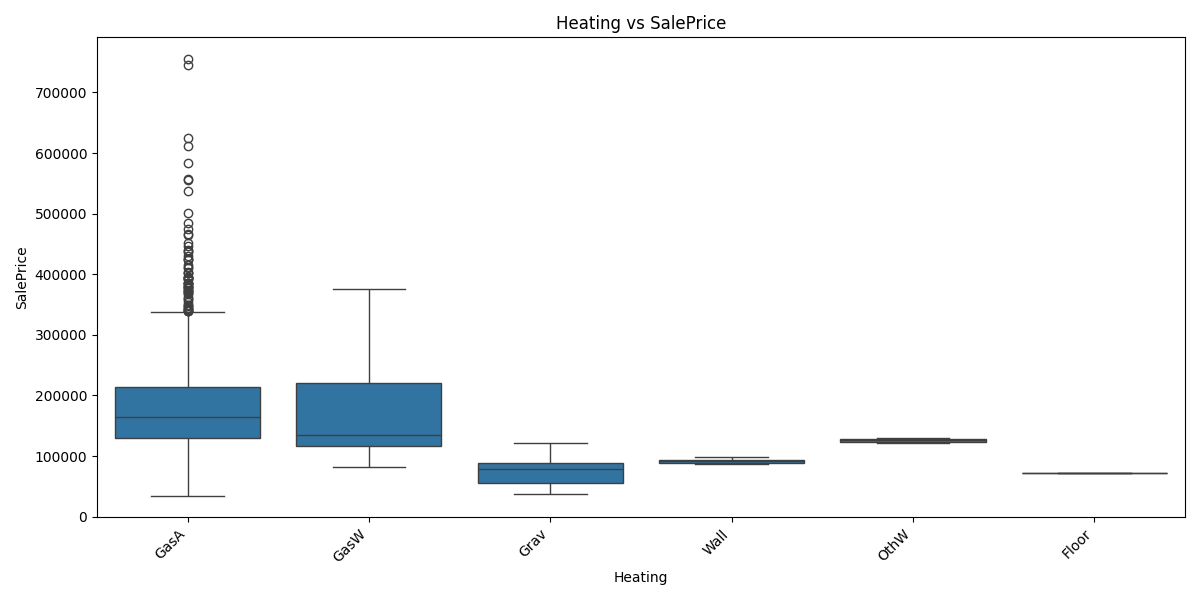 Heating vs SalePrice
SalePrice
700000
600000
500000
400000
300000
200000
100000
0
GasA
GasW
Grav
Wall
OthW
Floor
Heating